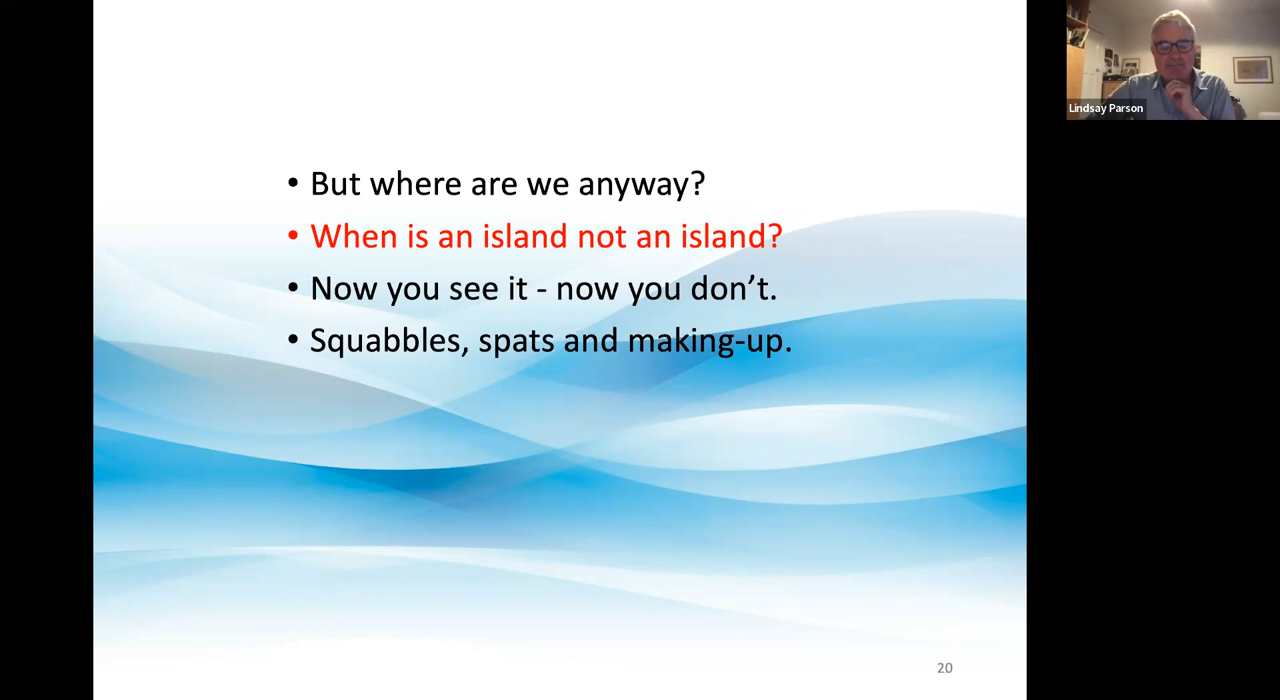 • But where are we anyway?
• When is an island not an island?
• Now you see it - now you don’t.
• Squabbles, spats and making-up.
20
Lindsay Parson